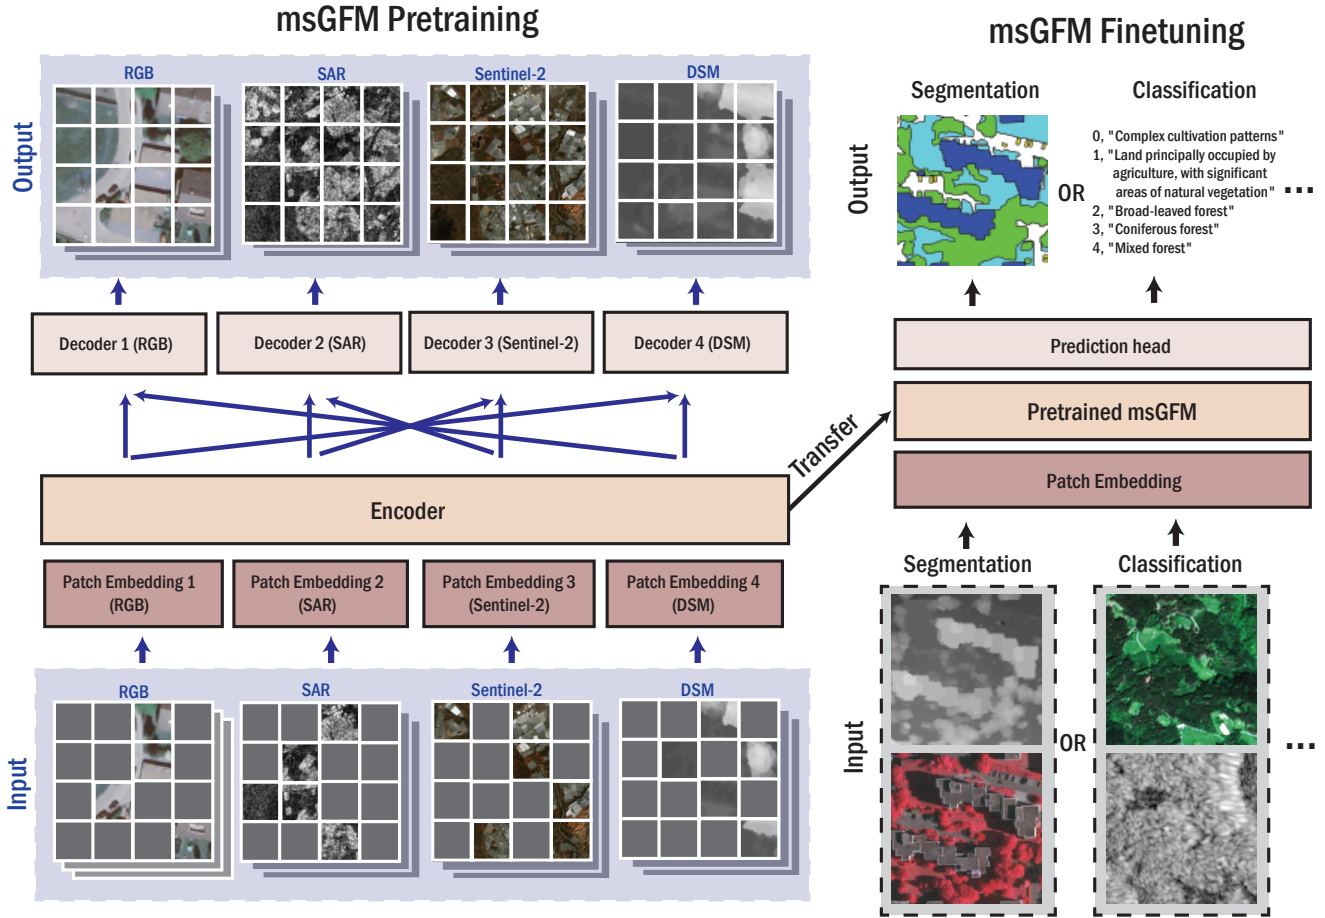 msGFM Pretraining
RGB
SAR
Sentinel-2
DSM
Output
Decoder 1 (RGB)
Decoder 2 (SAR)
Decoder 3 (Sentinel-2)
Decoder 4 (DSM)
Encoder
Patch Embedding 1
(RGB)
Patch Embedding 2
(SAR)
Patch Embedding 3
(Sentinel-2)
Patch Embedding 4
(DSM)
RGB
SAR
Sentinel-2
DSM
Input
Transfer
msGFM Finetuning
Segmentation
Classification
Output
OR
0, "Complex cultivation patterns"
1, "Land principally occupied by
agriculture, with significant
areas of natural vegetation"
2, "Broad-leaved forest"
3, "Coniferous forest"
4, "Mixed forest"
...
Prediction head
Pretrained msGFM
Patch Embedding
Segmentation
Classification
Input
OR
...